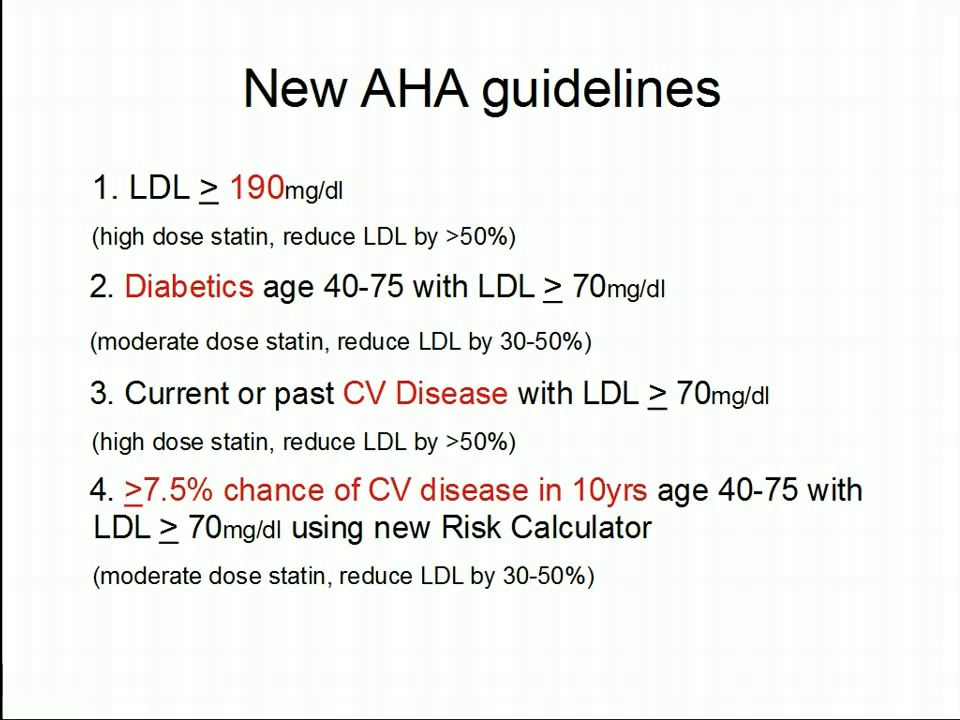 New AHA guidelines
1. LDL ≥ 190mg/dl
(high dose statin, reduce LDL by >50%)
2. Diabetics age 40-75 with LDL ≥ 70mg/dl
(moderate dose statin, reduce LDL by 30-50%)
3. Current or past CV Disease with LDL ≥ 70mg/dl
(high dose statin, reduce LDL by >50%)
4. ≥7.5% chance of CV disease in 10yrs age 40-75 with
LDL ≥ 70mg/dl using new Risk Calculator
(moderate dose statin, reduce LDL by 30-50%)